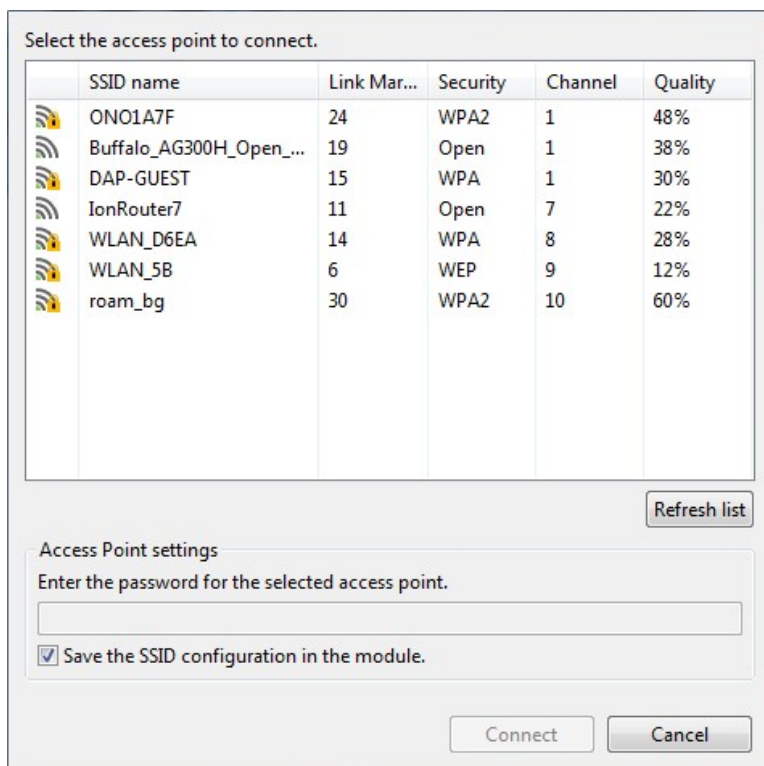 Select the access point to connect.
SSID name Link Mar... Security Channel Quality
ONO1A7F 24 WPA2 1 48%
Buffalo_AG300H_Open_... 19 Open 1 38%
DAP-GUEST 15 WPA 1 30%
IonRouter7 11 Open 7 22%
WLAN_D6EA 14 WPA 8 28%
WLAN_5B 6 WEP 9 12%
roam_bg 30 WPA2 10 60%
Refresh list
Access Point settings
Enter the password for the selected access point.
Save the SSID configuration in the module.
Connect Cancel